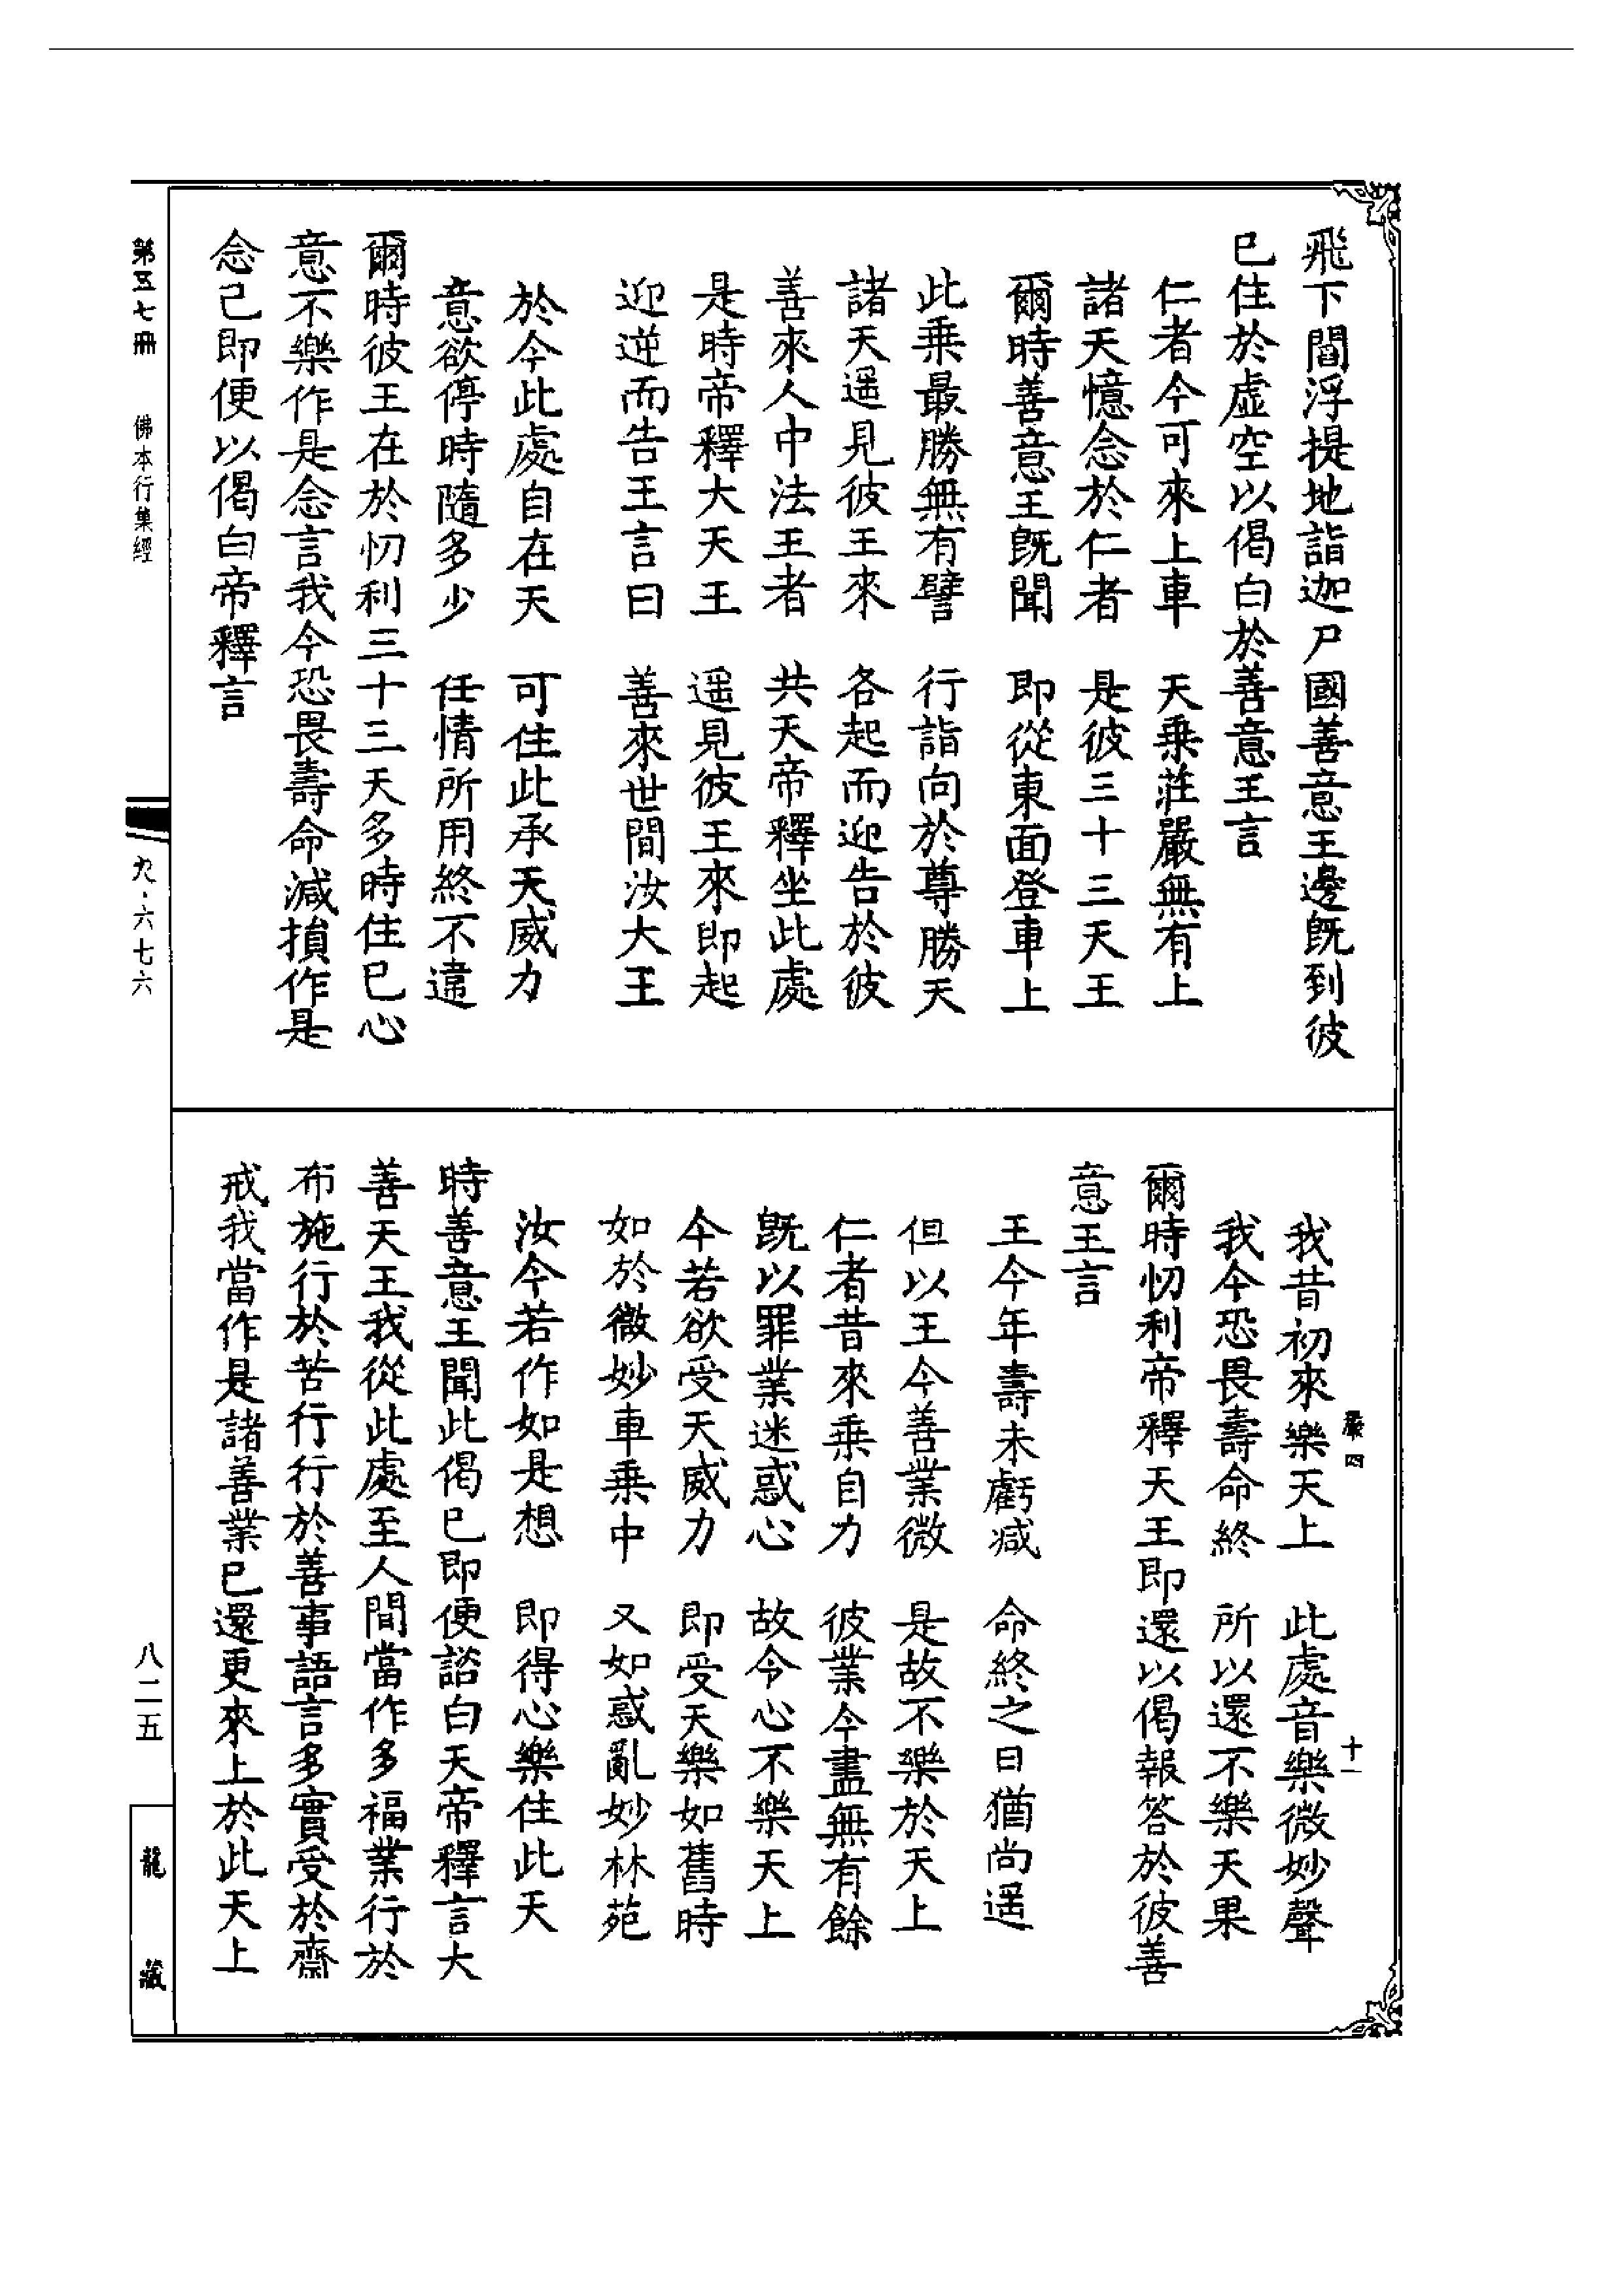 飛下閻浮提地詣迦尸國善意王邊既到彼
已住於虛空以偈白於善意王言
仁者今可來上車　天乘莊嚴無有上
諸天憶念於仁者　是彼三十三天王
爾時善意王既聞　即從東面登車上
此乘最勝無有譬　行詣向於尊勝天
諸天遥見彼王來　各起而迎告於彼
善來人中法王者　共天帝釋坐此處
是時帝釋大天王　遥見彼王來即起
迎逆而告王言曰　善來世間汝大王
於今此處自在天　可住此承天威力
意欲停時隨多少　任情所用終不違
爾時彼王在於忉利三十三天多時住已心
意不樂作是念言我今恐畏壽命減損作是
念已即便以偈白帝釋言
第五七冊　佛本行集經
九·六七六
嚴四　十一
我昔初來樂天上　此處音樂微妙聲
我今恐畏壽命終　所以還不樂天果
爾時忉利帝釋天王即還以偈報答於彼善
意王言
王今年壽未虧减　命終之日猶尚遥
但以王今善業微　是故不樂於天上
仁者昔來乘自力　彼業今盡無有餘
既以罪業迷惑心　故今心不樂天上
今若欲受天威力　即受天樂如舊時
如於微妙車乘中　又如惑亂妙林苑
汝今若作如是想　即得心樂住此天
時善意王聞此偈已即便諮白天帝釋言大
善天王我從此處至人間當作多福業行於
布施行於苦行行於善事語言多實受於齋
戒我當作是諸善業已還更來上於此天上
八二五
龍藏